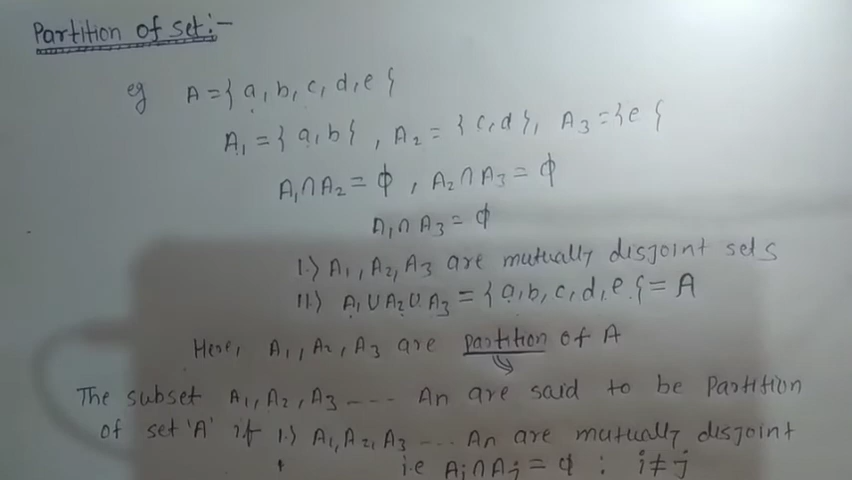 Partition of set:-
eg A = { a, b, c, d, e }
A₁ = { a, b }, A₂ = { c, d }, A₃ = { e }
A₁∩A₂ = ϕ , A₂∩A₃ = ϕ
A₁∩A₃ = ϕ
I.) A₁, A₂, A₃ are mutually disjoint sets
II.) A₁∪A₂∪A₃ = { a, b, c, d, e } = A
Here, A₁, A₂, A₃ are partition of A
The subset A₁, A₂, A₃ ---- An are said to be Partition
of set 'A' if I.) A₁, A₂, A₃ ---- An are mutually disjoint
i.e Ai∩Aj = ϕ : i≠j